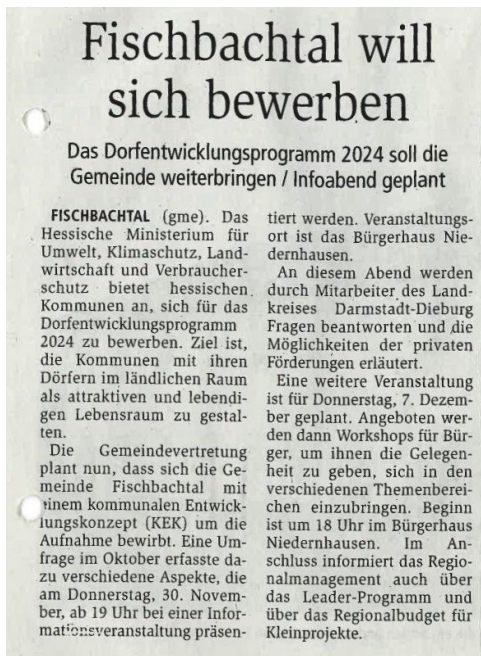 Fischbachtal will
sich bewerben
Das Dorfentwicklungsprogramm 2024 soll die
Gemeinde weiterbringen / Infoabend geplant
FISCHBACHTAL (gme). Das
Hessische Ministerium für
Umwelt, Klimaschutz, Land-
wirtschaft und Verbraucher-
schutz bietet hessischen
Kommunen an, sich für das
Dorfentwicklungsprogramm
2024 zu bewerben. Ziel ist,
die Kommunen mit ihren
Dörfern im ländlichen Raum
als attraktiven und lebendi-
gen Lebensraum zu gestal-
ten.
Die Gemeindevertretung
plant nun, dass sich die Ge-
meinde Fischbachtal mit
einem kommunalen Entwick-
lungskonzept (KEK) um die
Aufnahme bewirbt. Eine Um-
frage im Oktober erfasste da-
zu verschiedene Aspekte, die
am Donnerstag, 30. Novem-
ber, ab 19 Uhr bei einer Infor-
mationsveranstaltung präsen-
tiert werden. Veranstaltungs-
ort ist das Bürgerhaus Nie-
dernhausen.
An diesem Abend werden
durch Mitarbeiter des Land-
kreises Darmstadt-Dieburg
Fragen beantworten und die
Möglichkeiten der privaten
Förderungen erläutert.
Eine weitere Veranstaltung
ist für Donnerstag, 7. Dezem-
ber geplant. Angeboten wer-
den dann Workshops für Bür-
ger, um ihnen die Gelegen-
heit zu geben, sich in den
verschiedenen Themenberei-
chen einzubringen. Beginn
ist um 18 Uhr im Bürgerhaus
Niedernhausen. Im An-
schluss informiert das Regio-
nalmanagement auch über
das Leader-Programm und
über das Regionalbudget für
Kleinprojekte.